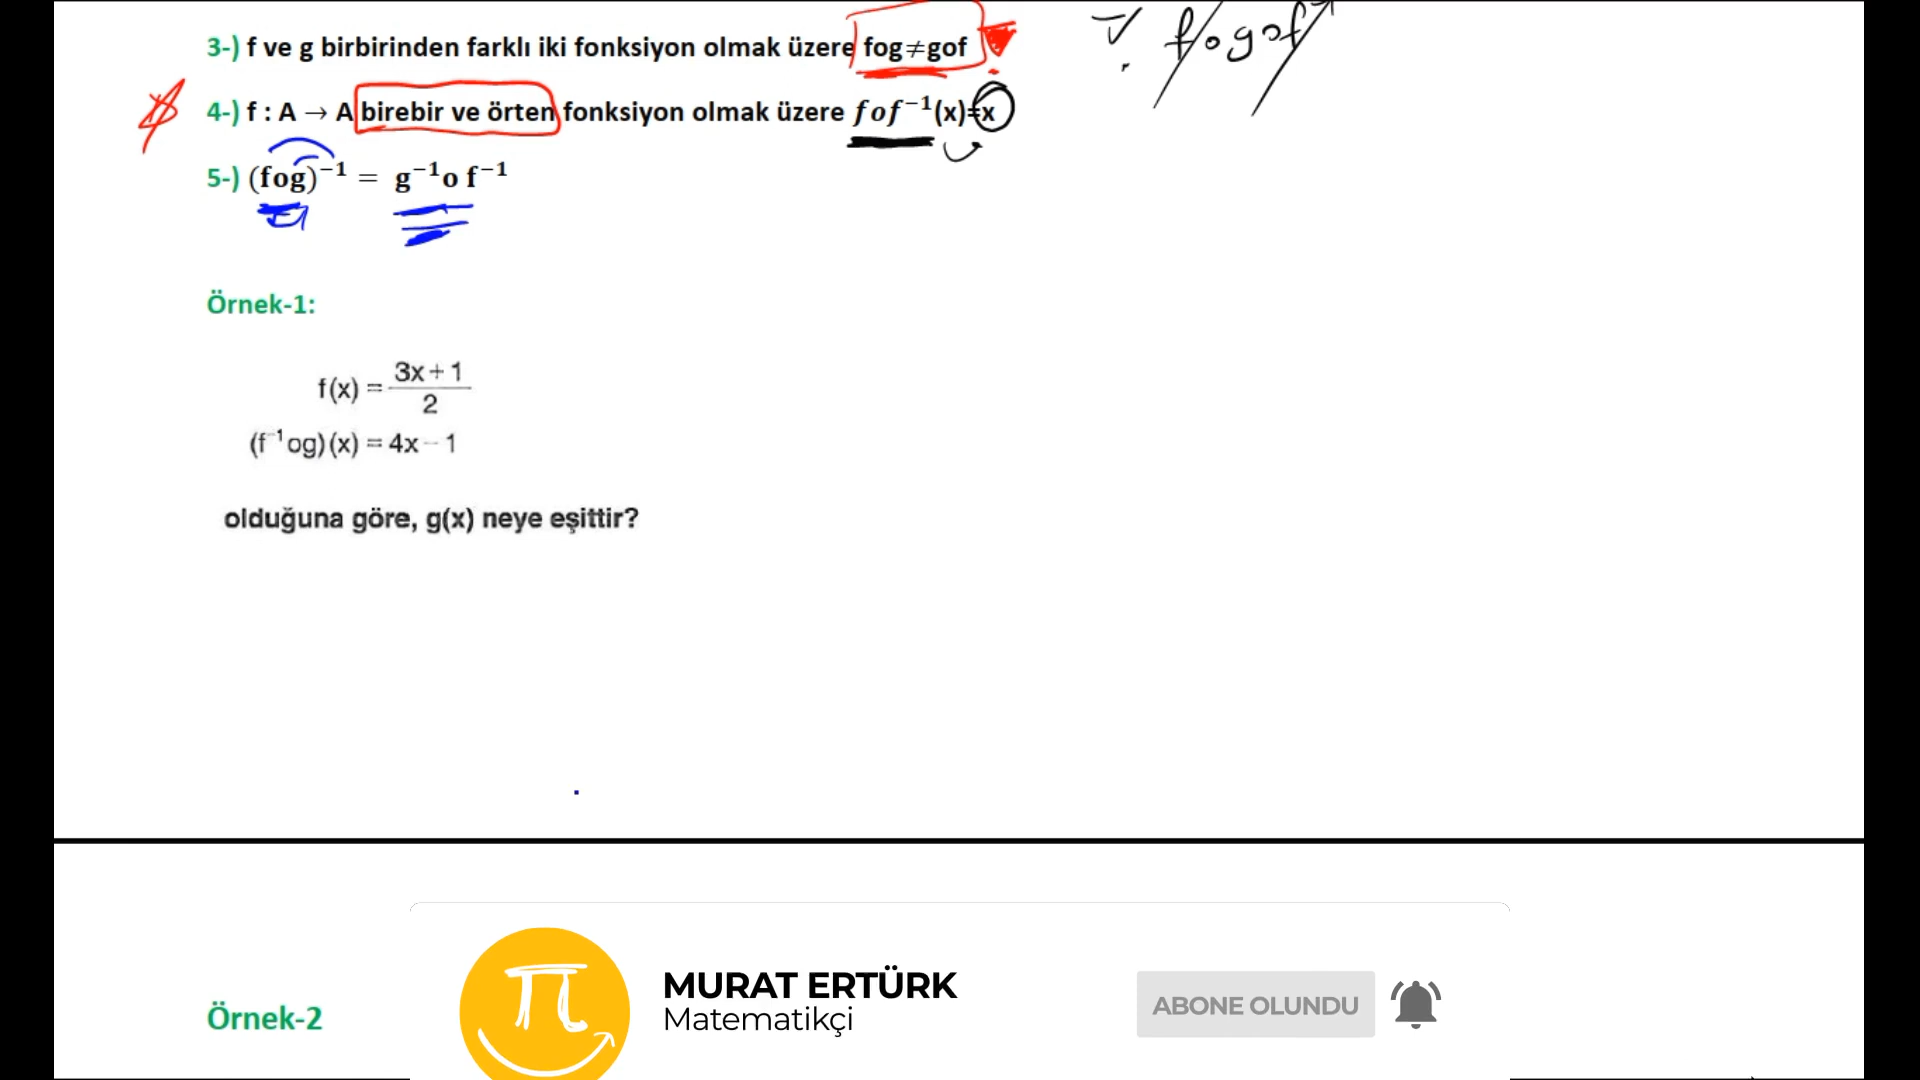 3-) f ve g birbirinden farklı iki fonksiyon olmak üzere fog≠gof
fogof
4-) f : A → A birebir ve örten fonksiyon olmak üzere fof⁻¹(x)=x
5-) (fog)⁻¹ = g⁻¹o f⁻¹
Örnek-1:
f(x) = (3x+1)/2
(f⁻¹og)(x) = 4x - 1
olduğuna göre, g(x) neye eşittir?
MURAT ERTÜRK
Matematikçi
ABONE OLUNDU
Örnek-2